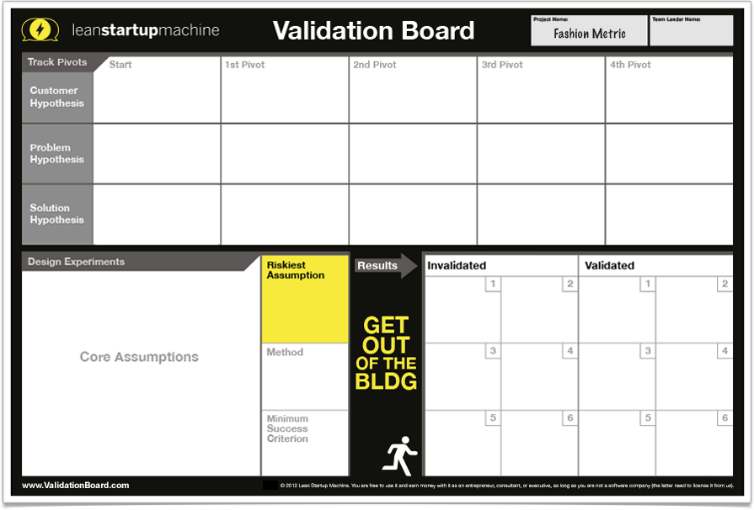 leanstartupmachine
Validation Board
Project Name:
Fashion Metric
Team Leader Name:
Track Pivots
Start
1st Pivot
2nd Pivot
3rd Pivot
4th Pivot
Customer
Hypothesis
Problem
Hypothesis
Solution
Hypothesis
Design Experiments
Core Assumptions
Riskiest
Assumption
Method
Minimum
Success
Criterion
Results
GET
OUT
OF THE
BLDG
Invalidated
Validated
1
2
1
2
3
4
3
4
5
6
5
6
www.ValidationBoard.com
© 2012 Lean Startup Machine. You are free to use it and earn money with it as an entrepreneur, consultant, or executive, as long as you are not a software company (the latter need to license it from us).